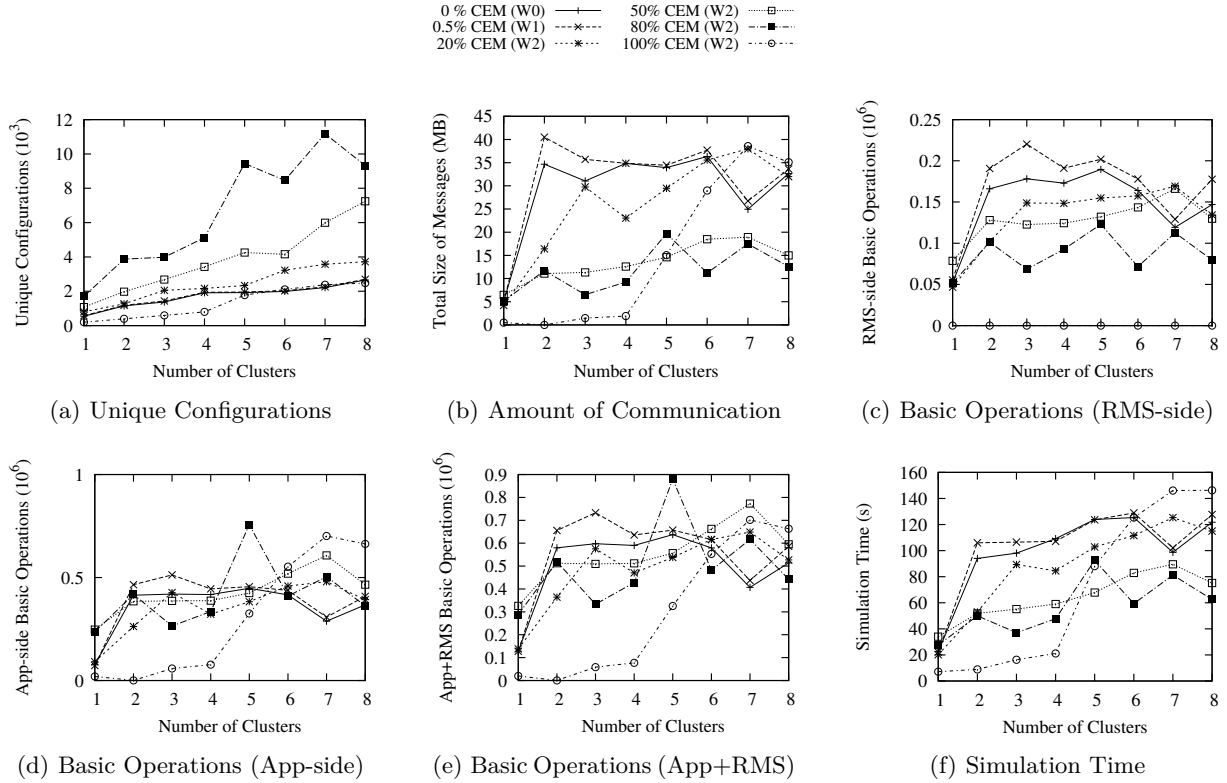 0 % CEM (W0)
0.5% CEM (W1)
20% CEM (W2)
50% CEM (W2)
80% CEM (W2)
100% CEM (W2)
Unique Configurations (10^3)
12
10
8
6
4
2
0
1 2 3 4 5 6 7 8
Number of Clusters
(a) Unique Configurations
Total Size of Messages (MB)
45
40
35
30
25
20
15
10
5
0
1 2 3 4 5 6 7 8
Number of Clusters
(b) Amount of Communication
RMS-side Basic Operations (10^6)
0.25
0.2
0.15
0.1
0.05
0
1 2 3 4 5 6 7 8
Number of Clusters
(c) Basic Operations (RMS-side)
App-side Basic Operations (10^6)
1
0.5
0
1 2 3 4 5 6 7 8
Number of Clusters
(d) Basic Operations (App-side)
App+RMS Basic Operations (10^6)
0.9
0.8
0.7
0.6
0.5
0.4
0.3
0.2
0.1
0
1 2 3 4 5 6 7 8
Number of Clusters
(e) Basic Operations (App+RMS)
Simulation Time (s)
160
140
120
100
80
60
40
20
0
1 2 3 4 5 6 7 8
Number of Clusters
(f) Simulation Time